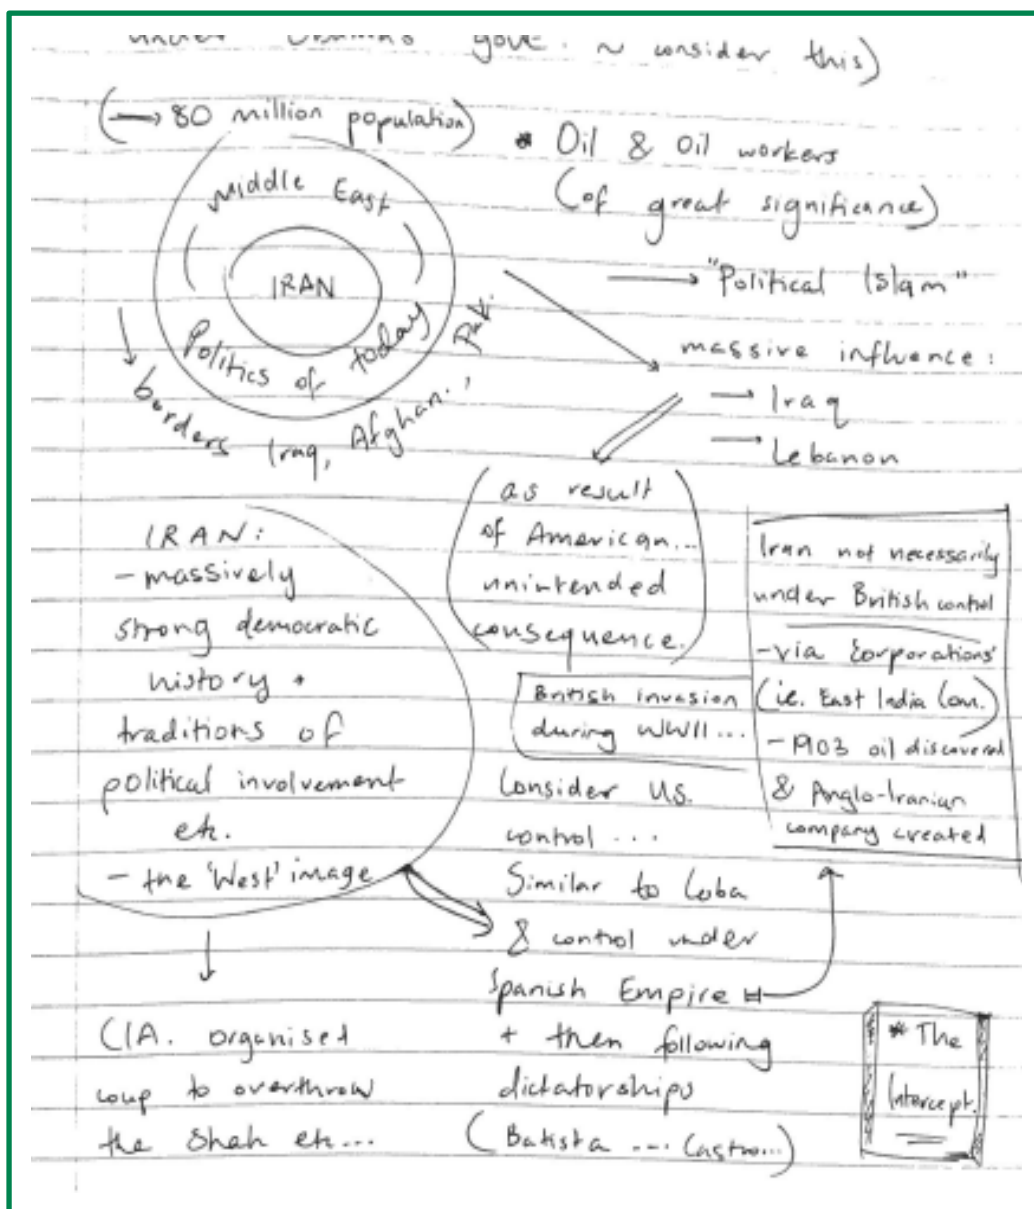 under Obama's govt. ~ consider this)
(→ 80 million population)
* Oil & Oil workers
(of great significance)
Middle East
IRAN
Politics of today
→ borders Iraq, Afghan., Pak.
→ "Political Islam"
massive influence:
→ Iraq
→ Lebanon
(as result
of American...
unintended
consequence.)
IRAN:
- massively
strong democratic
history +
traditions of
political involvement
etc.
- the 'West' image
British invasion
during WWII...
Iran not necessarily
under British control
- via 'corporations'
(ie. East India Com.)
- 1903 oil discovered
& Anglo-Iranian
company created
Consider U.S.
control ...
Similar to Cuba
& control under
Spanish Empire
+ then following
dictatorships
(Batista .... Castro...)
CIA. organised
coup to overthrow
the Shah etc...
* The
Intercept.